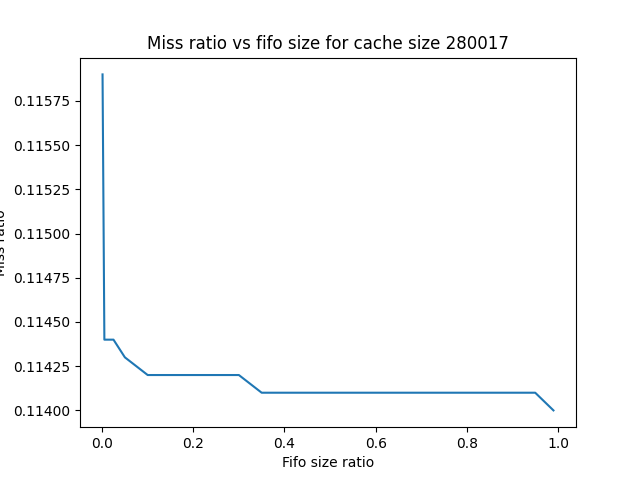 Miss ratio vs fifo size for cache size 280017
0.11575
0.11550
0.11525
0.11500
0.11475
0.11450
0.11425
0.11400
Miss ratio
0.0 0.2 0.4 0.6 0.8 1.0
Fifo size ratio